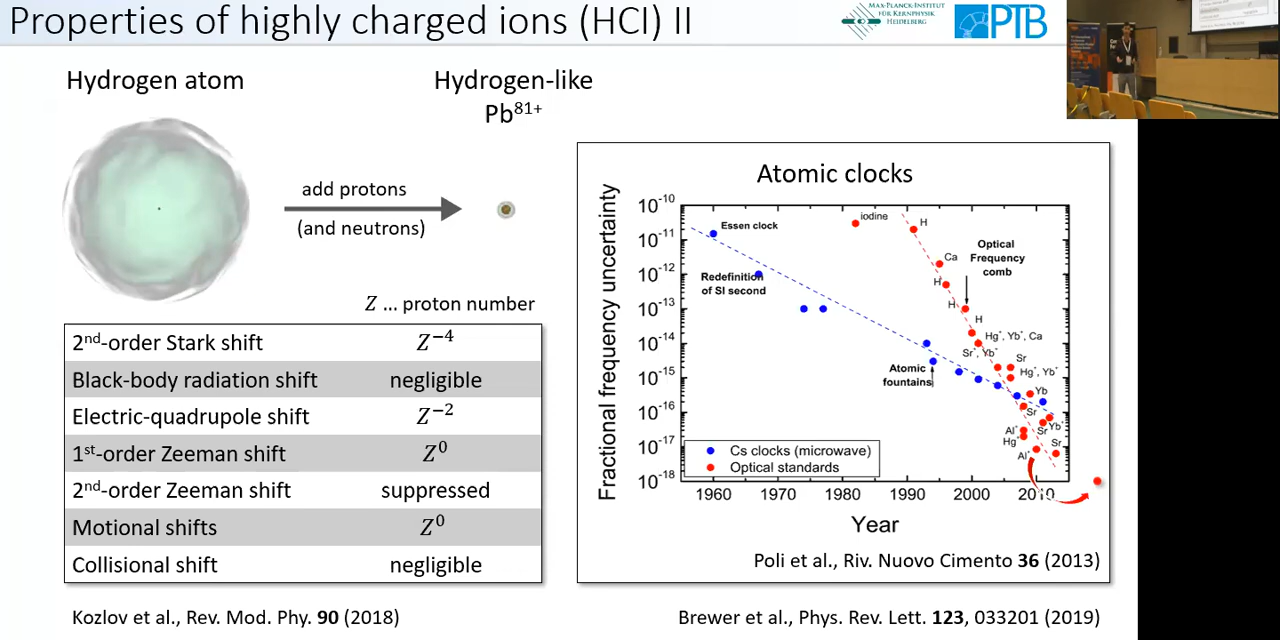 Properties of highly charged ions (HCI) II
MAX-PLANCK-INSTITUT
FÜR KERNPHYSIK
HEIDELBERG
PTB
Hydrogen atom
Hydrogen-like
Pb⁸¹⁺
add protons
(and neutrons)
Z ... proton number
2nd-order Stark shift Z⁻⁴
Black-body radiation shift negligible
Electric-quadrupole shift Z⁻²
1st-order Zeeman shift Z⁰
2nd-order Zeeman shift suppressed
Motional shifts Z⁰
Collisional shift negligible
Kozlov et al., Rev. Mod. Phy. 90 (2018)
Atomic clocks
Fractional frequency uncertainty
10⁻¹⁰
10⁻¹¹
10⁻¹²
10⁻¹³
10⁻¹⁴
10⁻¹⁵
10⁻¹⁶
10⁻¹⁷
10⁻¹⁸
Essen clock
iodine
H
Optical
Frequency
comb
Ca
Redefinition
of SI second
H
H
H
Hg⁺, Yb⁺, Ca
Sr⁺, Yb⁺
Sr
Hg⁺, Yb⁺
Atomic
fountains
Yb
Sr
Al⁺
Sr
Yb⁺
Hg⁺
Sr
Al⁺
Cs clocks (microwave)
Optical standards
1960 1970 1980 1990 2000 2010
Year
Poli et al., Riv. Nuovo Cimento 36 (2013)
Brewer et al., Phys. Rev. Lett. 123, 033201 (2019)